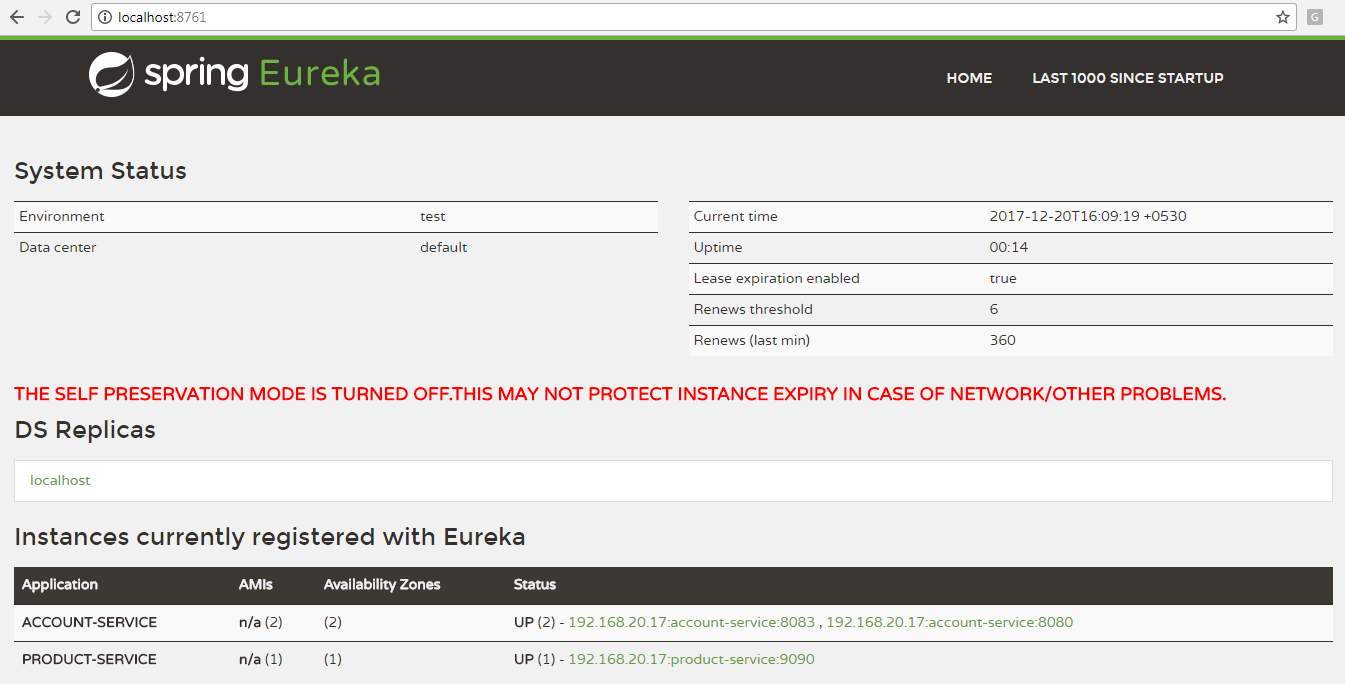 localhost:8761
G
spring Eureka
HOME LAST 1000 SINCE STARTUP
System Status
Environment test
Data center default
Current time 2017-12-20T16:09:19 +0530
Uptime 00:14
Lease expiration enabled true
Renews threshold 6
Renews (last min) 360
THE SELF PRESERVATION MODE IS TURNED OFF.THIS MAY NOT PROTECT INSTANCE EXPIRY IN CASE OF NETWORK/OTHER PROBLEMS.
DS Replicas
localhost
Instances currently registered with Eureka
Application AMIs Availability Zones Status
ACCOUNT-SERVICE n/a (2) (2) UP (2) - 192.168.20.17:account-service:8083 , 192.168.20.17:account-service:8080
PRODUCT-SERVICE n/a (1) (1) UP (1) - 192.168.20.17:product-service:9090